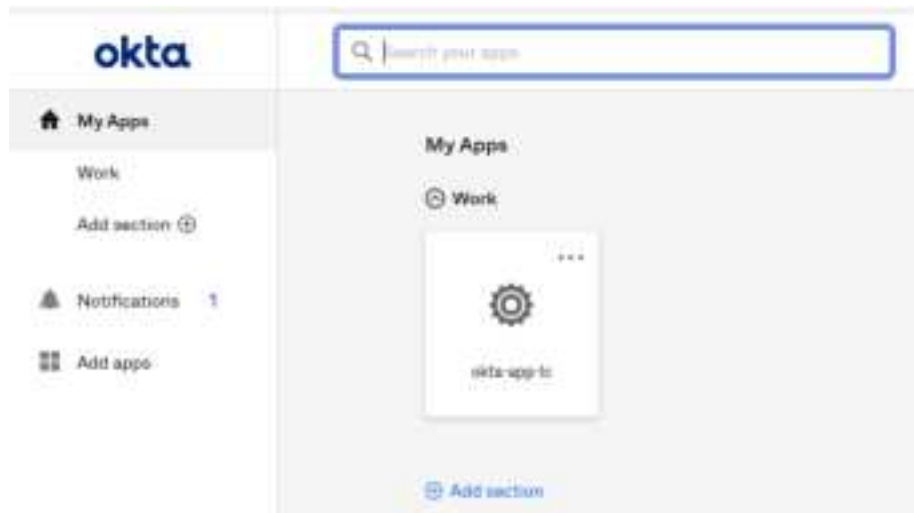 okta
Search your apps
My Apps
Work
Add section
Notifications 1
Add apps
My Apps
Work
okta-app-tc
Add section